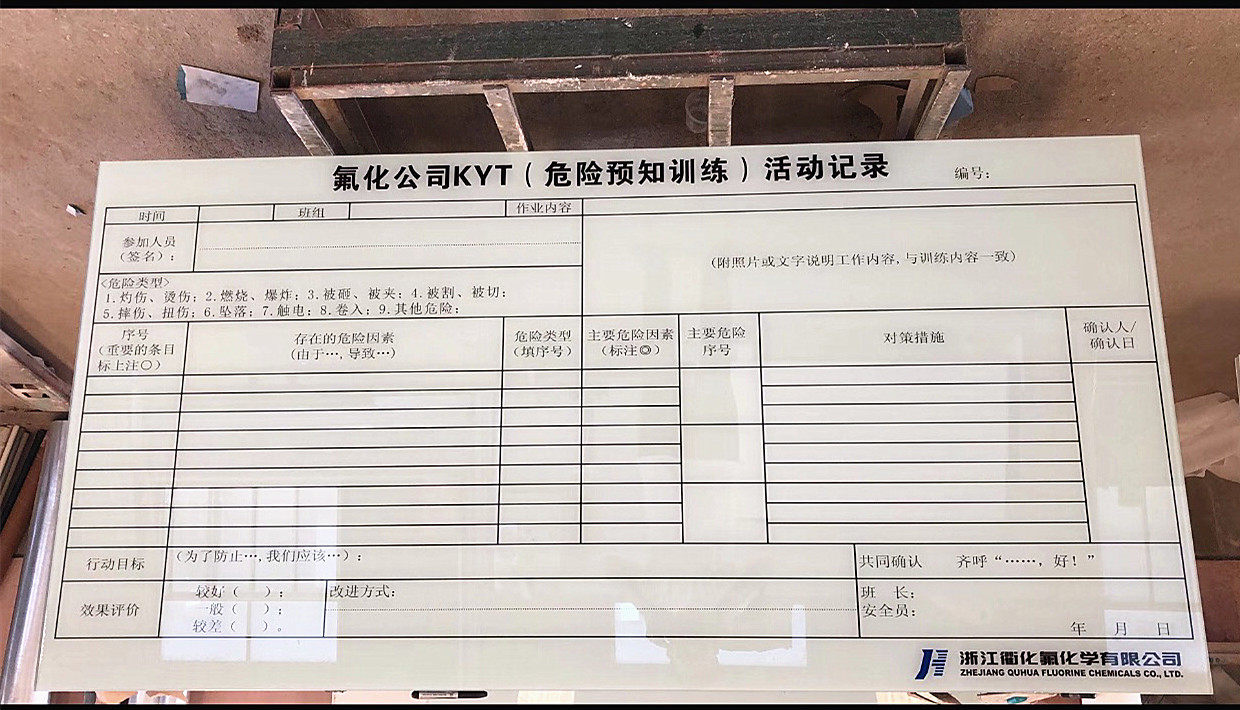 氟化公司KYT（危险预知训练）活动记录
编号：
时间 班组 作业内容
参加人员
（签名）：
（附照片或文字说明工作内容，与训练内容一致）
<危险类型>
1.灼伤、烫伤；2.燃烧、爆炸；3.被砸、被夹；4.被割、被切；
5.摔伤、扭伤；6.坠落；7.触电；8.卷入；9.其他危险：
序号
（重要的条目
标上注〇）
存在的危险因素
（由于…，导致…）
危险类型
（填序号）
主要危险因素
（标注◎）
主要危险
序号
对策措施
确认人/
确认日
行动目标
（为了防止…，我们应该…）：
共同确认 齐呼“……，好！”
效果评价
较好（ ）；
一般（ ）；
较差（ ）。
改进方式：
班 长：
安全员：
年 月 日
浙江衢化氟化学有限公司
ZHEJIANG QUHUA FLUORINE CHEMICALS CO., LTD.